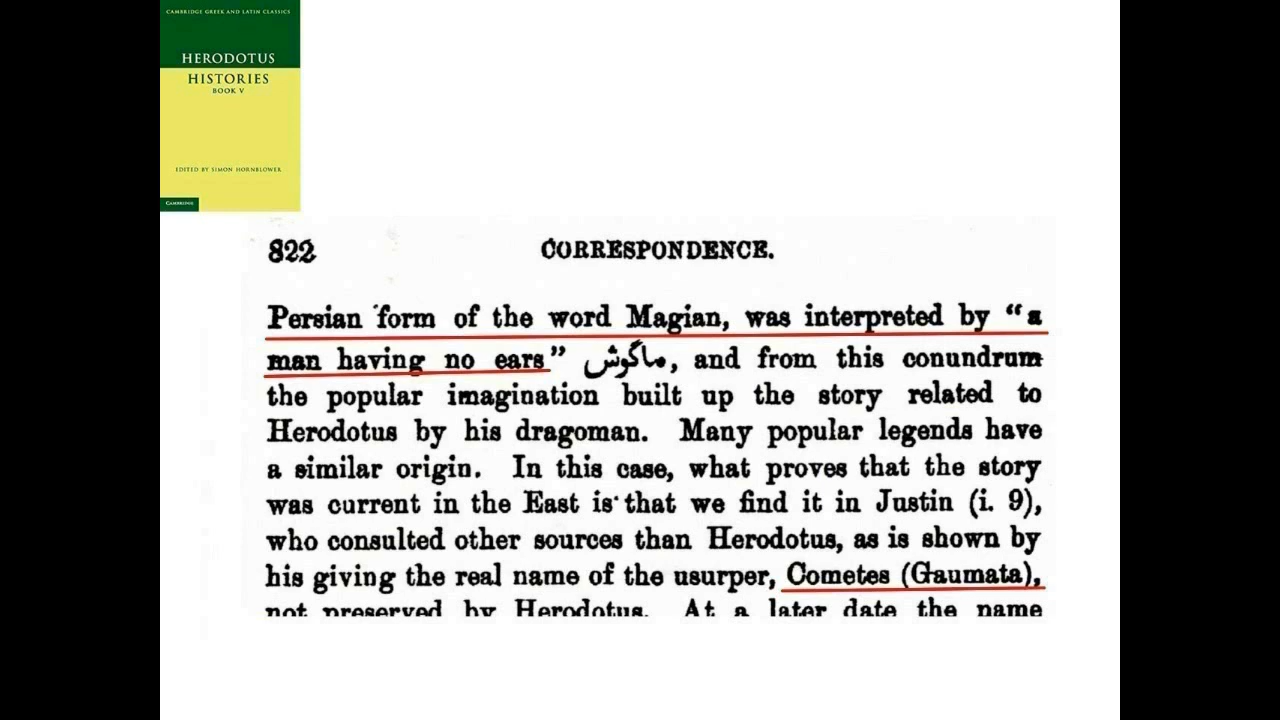 CAMBRIDGE GREEK AND LATIN CLASSICS
HERODOTUS
HISTORIES
BOOK V
EDITED BY SIMON HORNBLOWER
CAMBRIDGE
822
CORRESPONDENCE.
Persian form of the word Magian, was interpreted by “a
man having no ears” ماگوش, and from this conundrum
the popular imagination built up the story related to
Herodotus by his dragoman. Many popular legends have
a similar origin. In this case, what proves that the story
was current in the East is that we find it in Justin (i. 9),
who consulted other sources than Herodotus, as is shown by
his giving the real name of the usurper, Cometes (Gaumata),
not preserved by Herodotus. At a later date the name